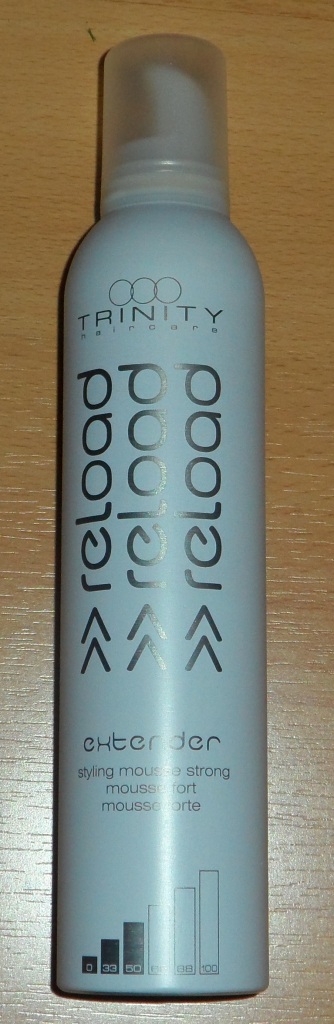 TRINITY
haircare
>>reload
>>reload
>>reload
extender
styling mousse strong
mousse fort
mousse forte
0 33 50 88 100